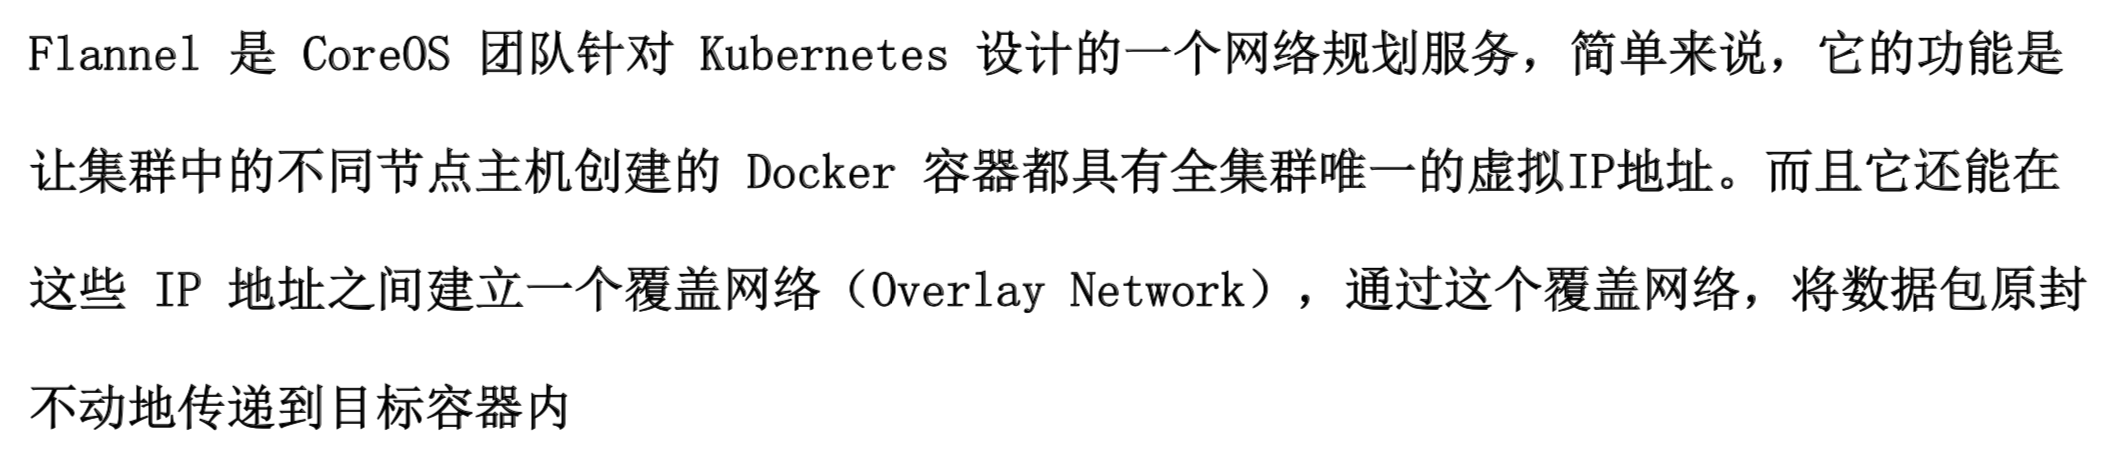 Flannel 是 CoreOS 团队针对 Kubernetes 设计的一个网络规划服务，简单来说，它的功能是
让集群中的不同节点主机创建的 Docker 容器都具有全集群唯一的虚拟IP地址。而且它还能在
这些 IP 地址之间建立一个覆盖网络（Overlay Network），通过这个覆盖网络，将数据包原封
不动地传递到目标容器内